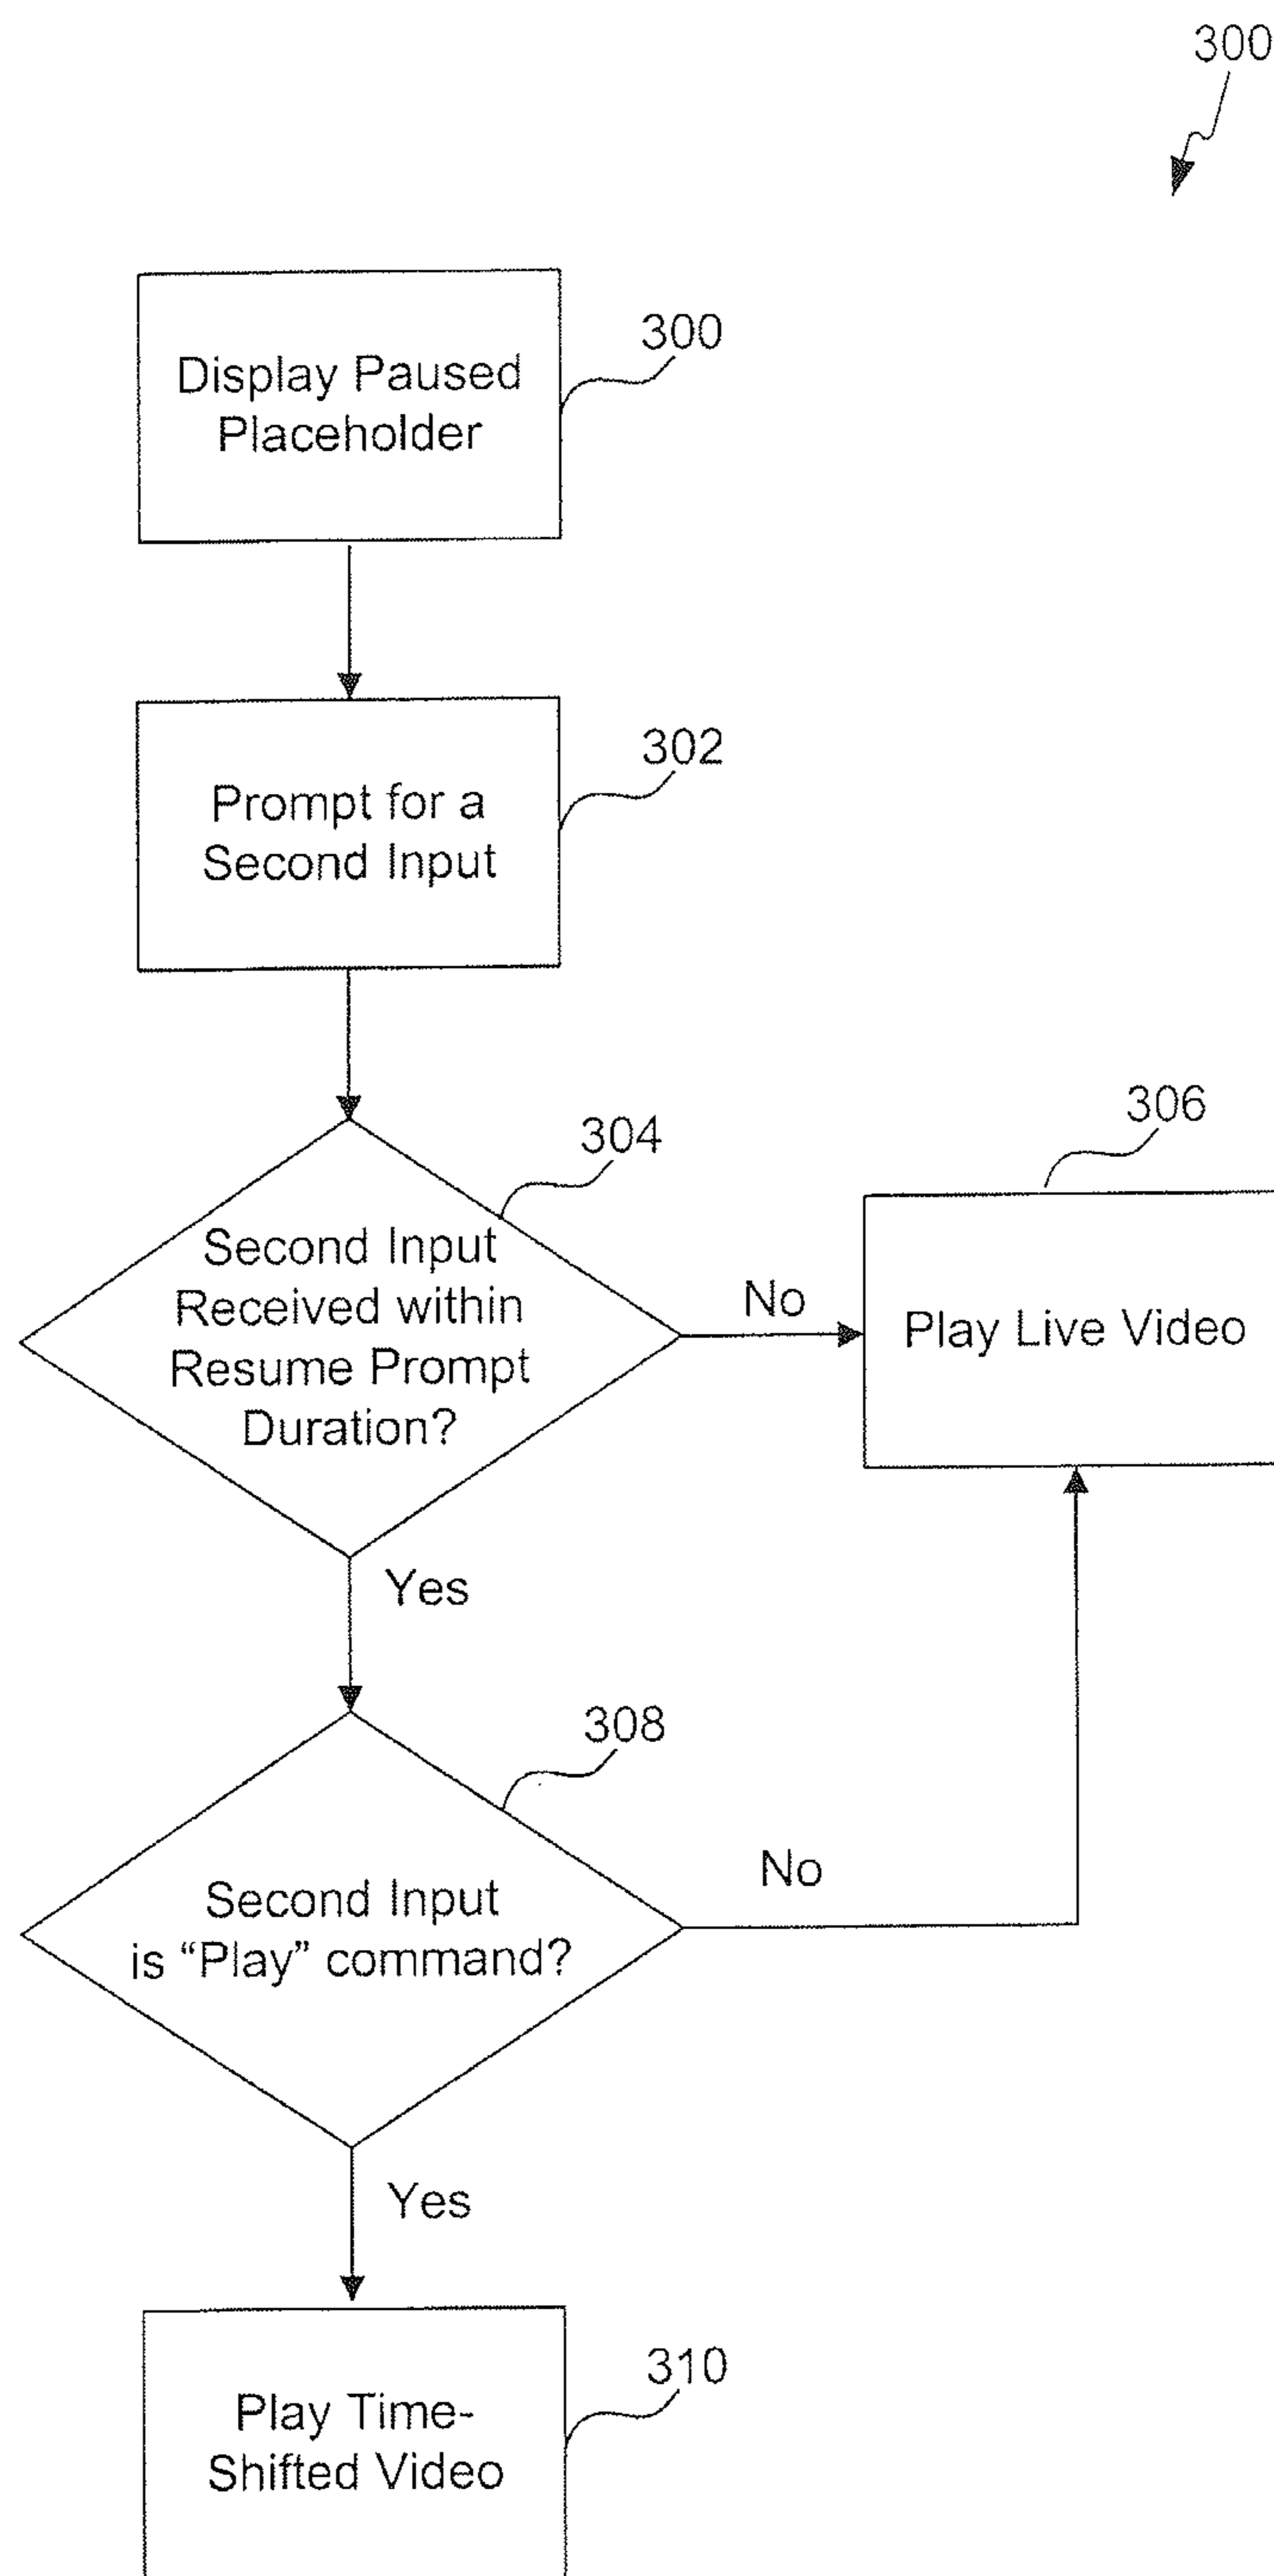 300
Display Paused
Placeholder
300
Prompt for a
Second Input
302
Second Input
Received within
Resume Prompt
Duration?
304
No
306
Play Live Video
Yes
Second Input
is “Play” command?
308
No
Yes
Play Time-
Shifted Video
310